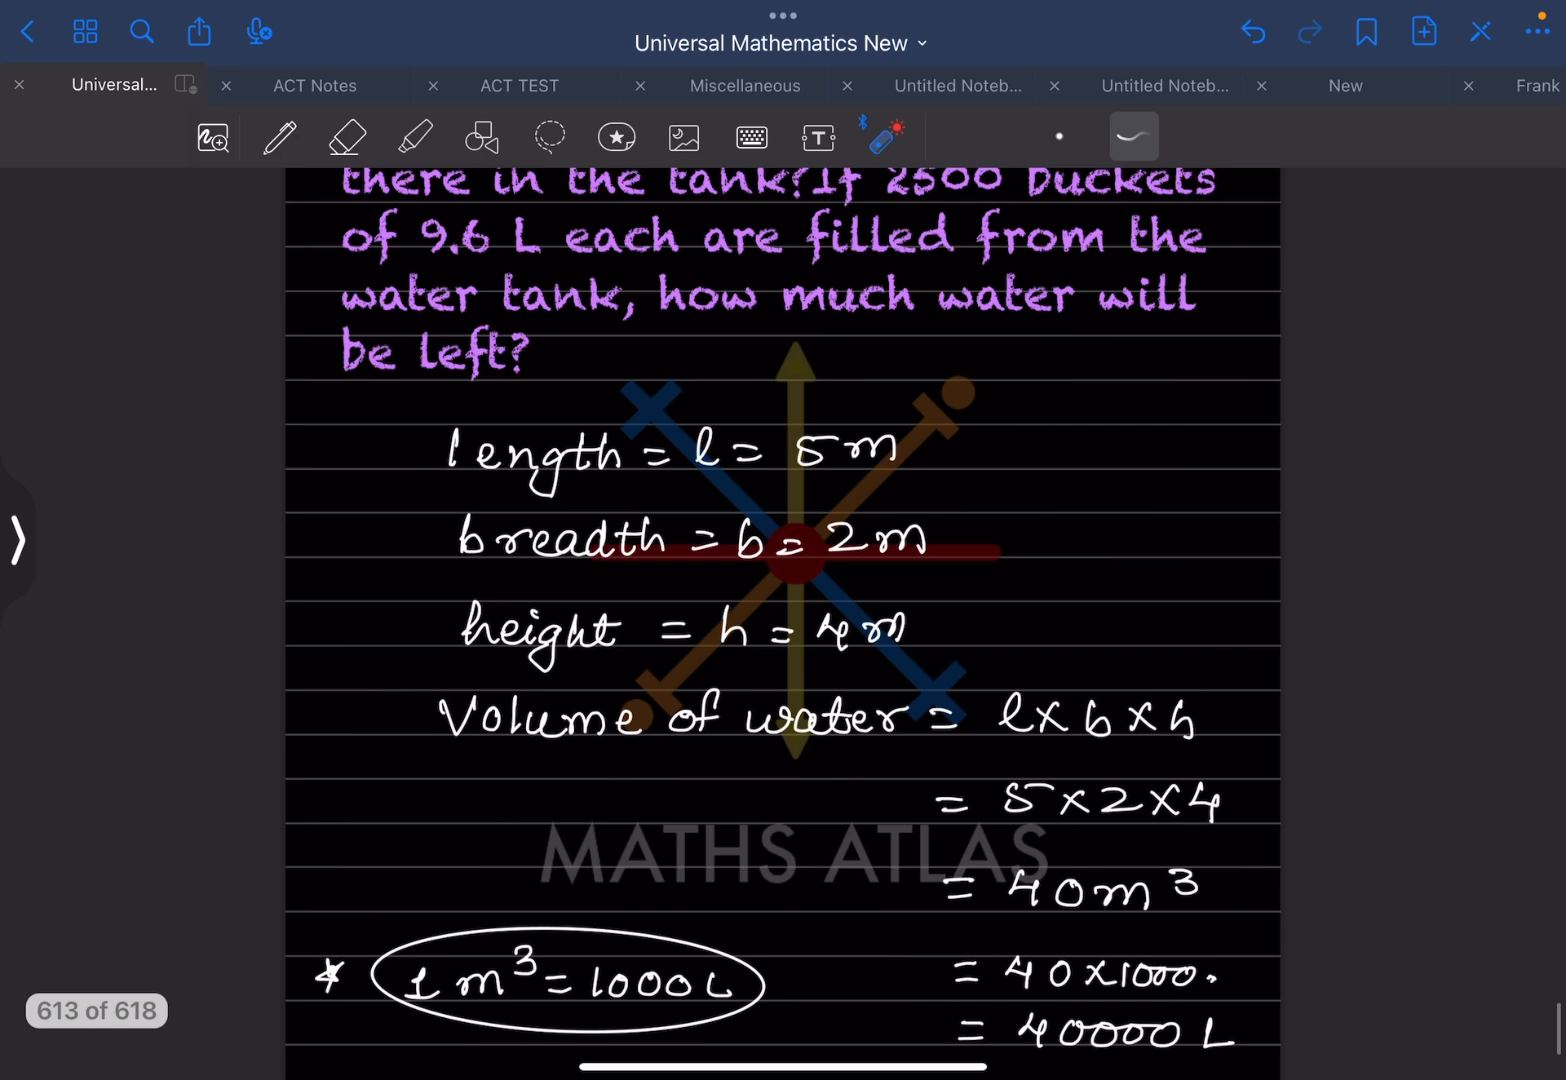 Universal Mathematics New
Universal... ACT Notes ACT TEST Miscellaneous Untitled Noteb... Untitled Noteb... New Frank
there in the tank?If 2500 buckets
of 9.6 L each are filled from the
water tank, how much water will
be left?
length = l = 5m
breadth = b = 2m
height = h = 4m
Volume of water = l x b x h
= 5 x 2 x 4
MATHS ATLAS
= 40m³
* 1 m³ = 1000 L
= 40 x 1000.
= 40000 L
613 of 618